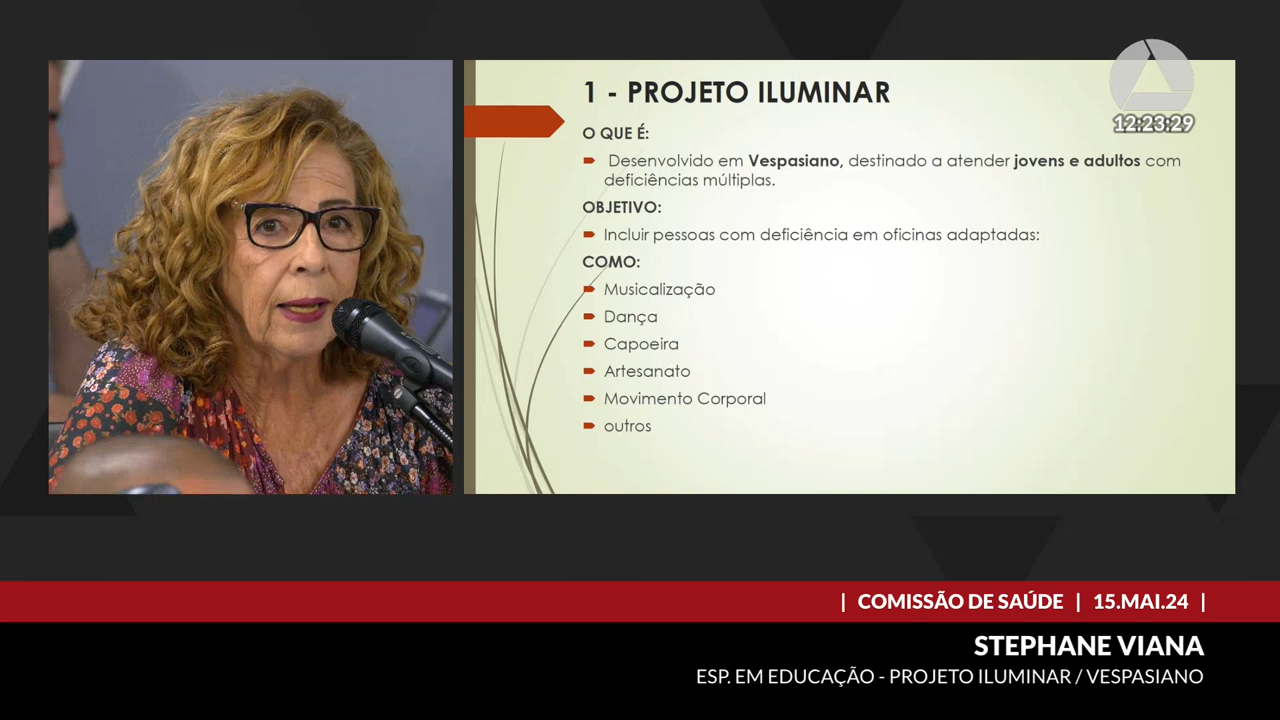 1 - PROJETO ILUMINAR
12:23:29
O QUE É:
Desenvolvido em Vespasiano, destinado a atender jovens e adultos com
deficiências múltiplas.
OBJETIVO:
Incluir pessoas com deficiência em oficinas adaptadas:
COMO:
Musicalização
Dança
Capoeira
Artesanato
Movimento Corporal
outros
| COMISSÃO DE SAÚDE | 15.MAI.24 |
STEPHANE VIANA
ESP. EM EDUCAÇÃO - PROJETO ILUMINAR / VESPASIANO